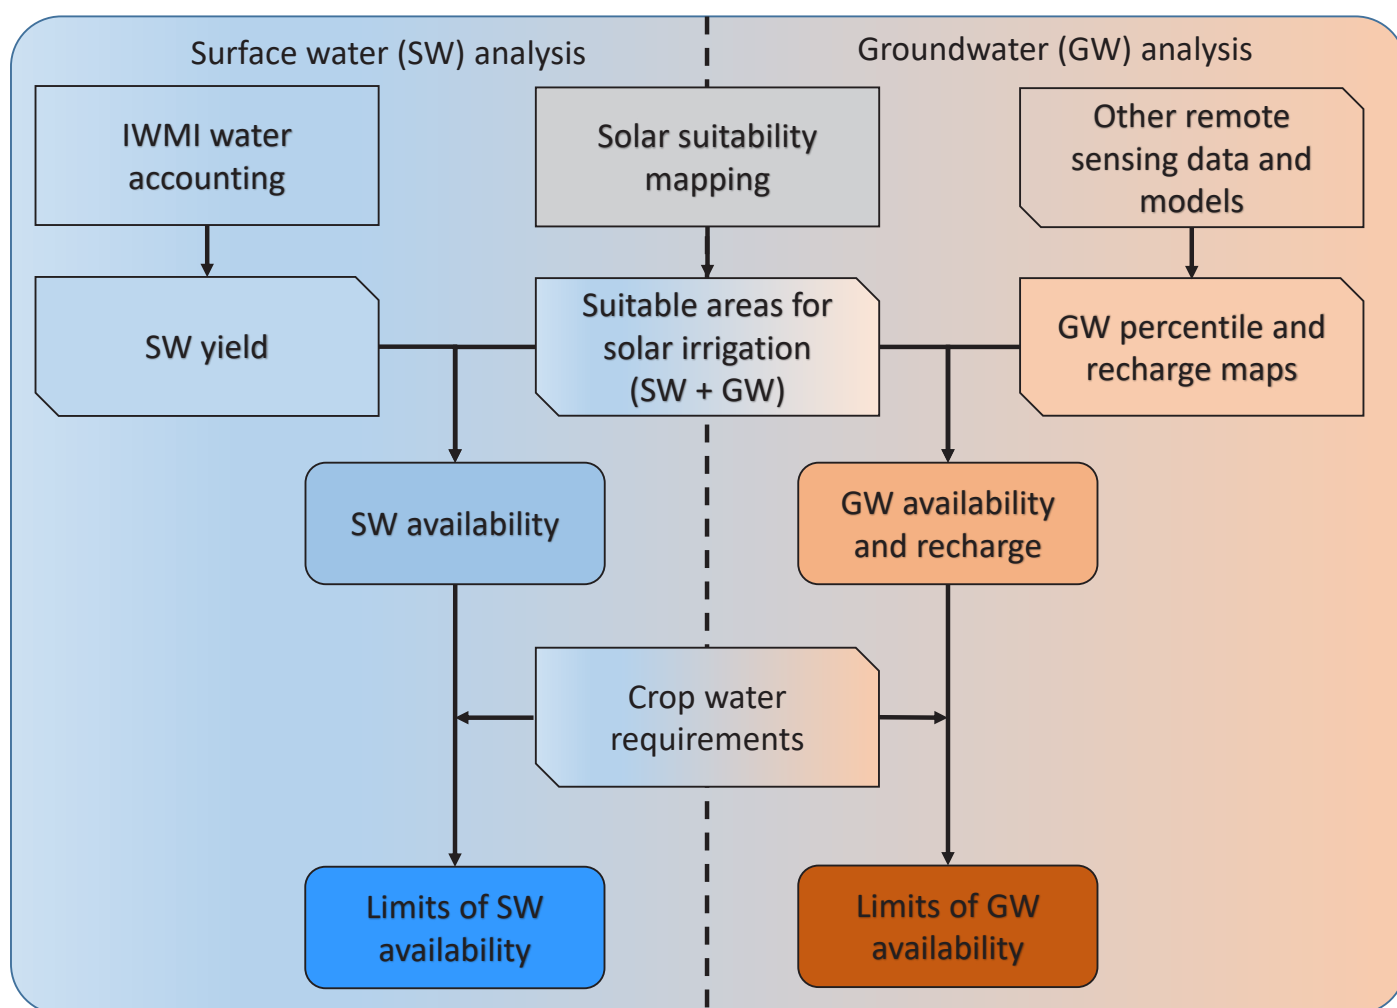 Surface water (SW) analysis
Groundwater (GW) analysis
IWMI water
accounting
Solar suitability
mapping
Other remote
sensing data and
models
SW yield
Suitable areas for
solar irrigation
(SW + GW)
GW percentile and
recharge maps
SW availability
GW availability
and recharge
Crop water
requirements
Limits of SW
availability
Limits of GW
availability